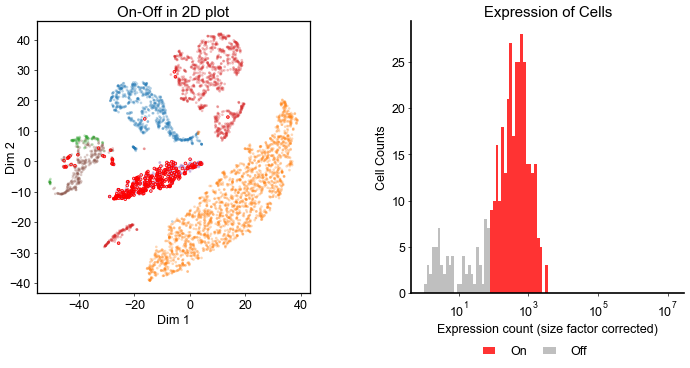 On-Off in 2D plot
40
30
20
10
0
−10
−20
−30
−40
Dim 2
−40 −20 0 20 40
Dim 1
Expression of Cells
25
20
15
10
5
0
Cell Counts
10¹ 10³ 10⁵ 10⁷
Expression count (size factor corrected)
On Off